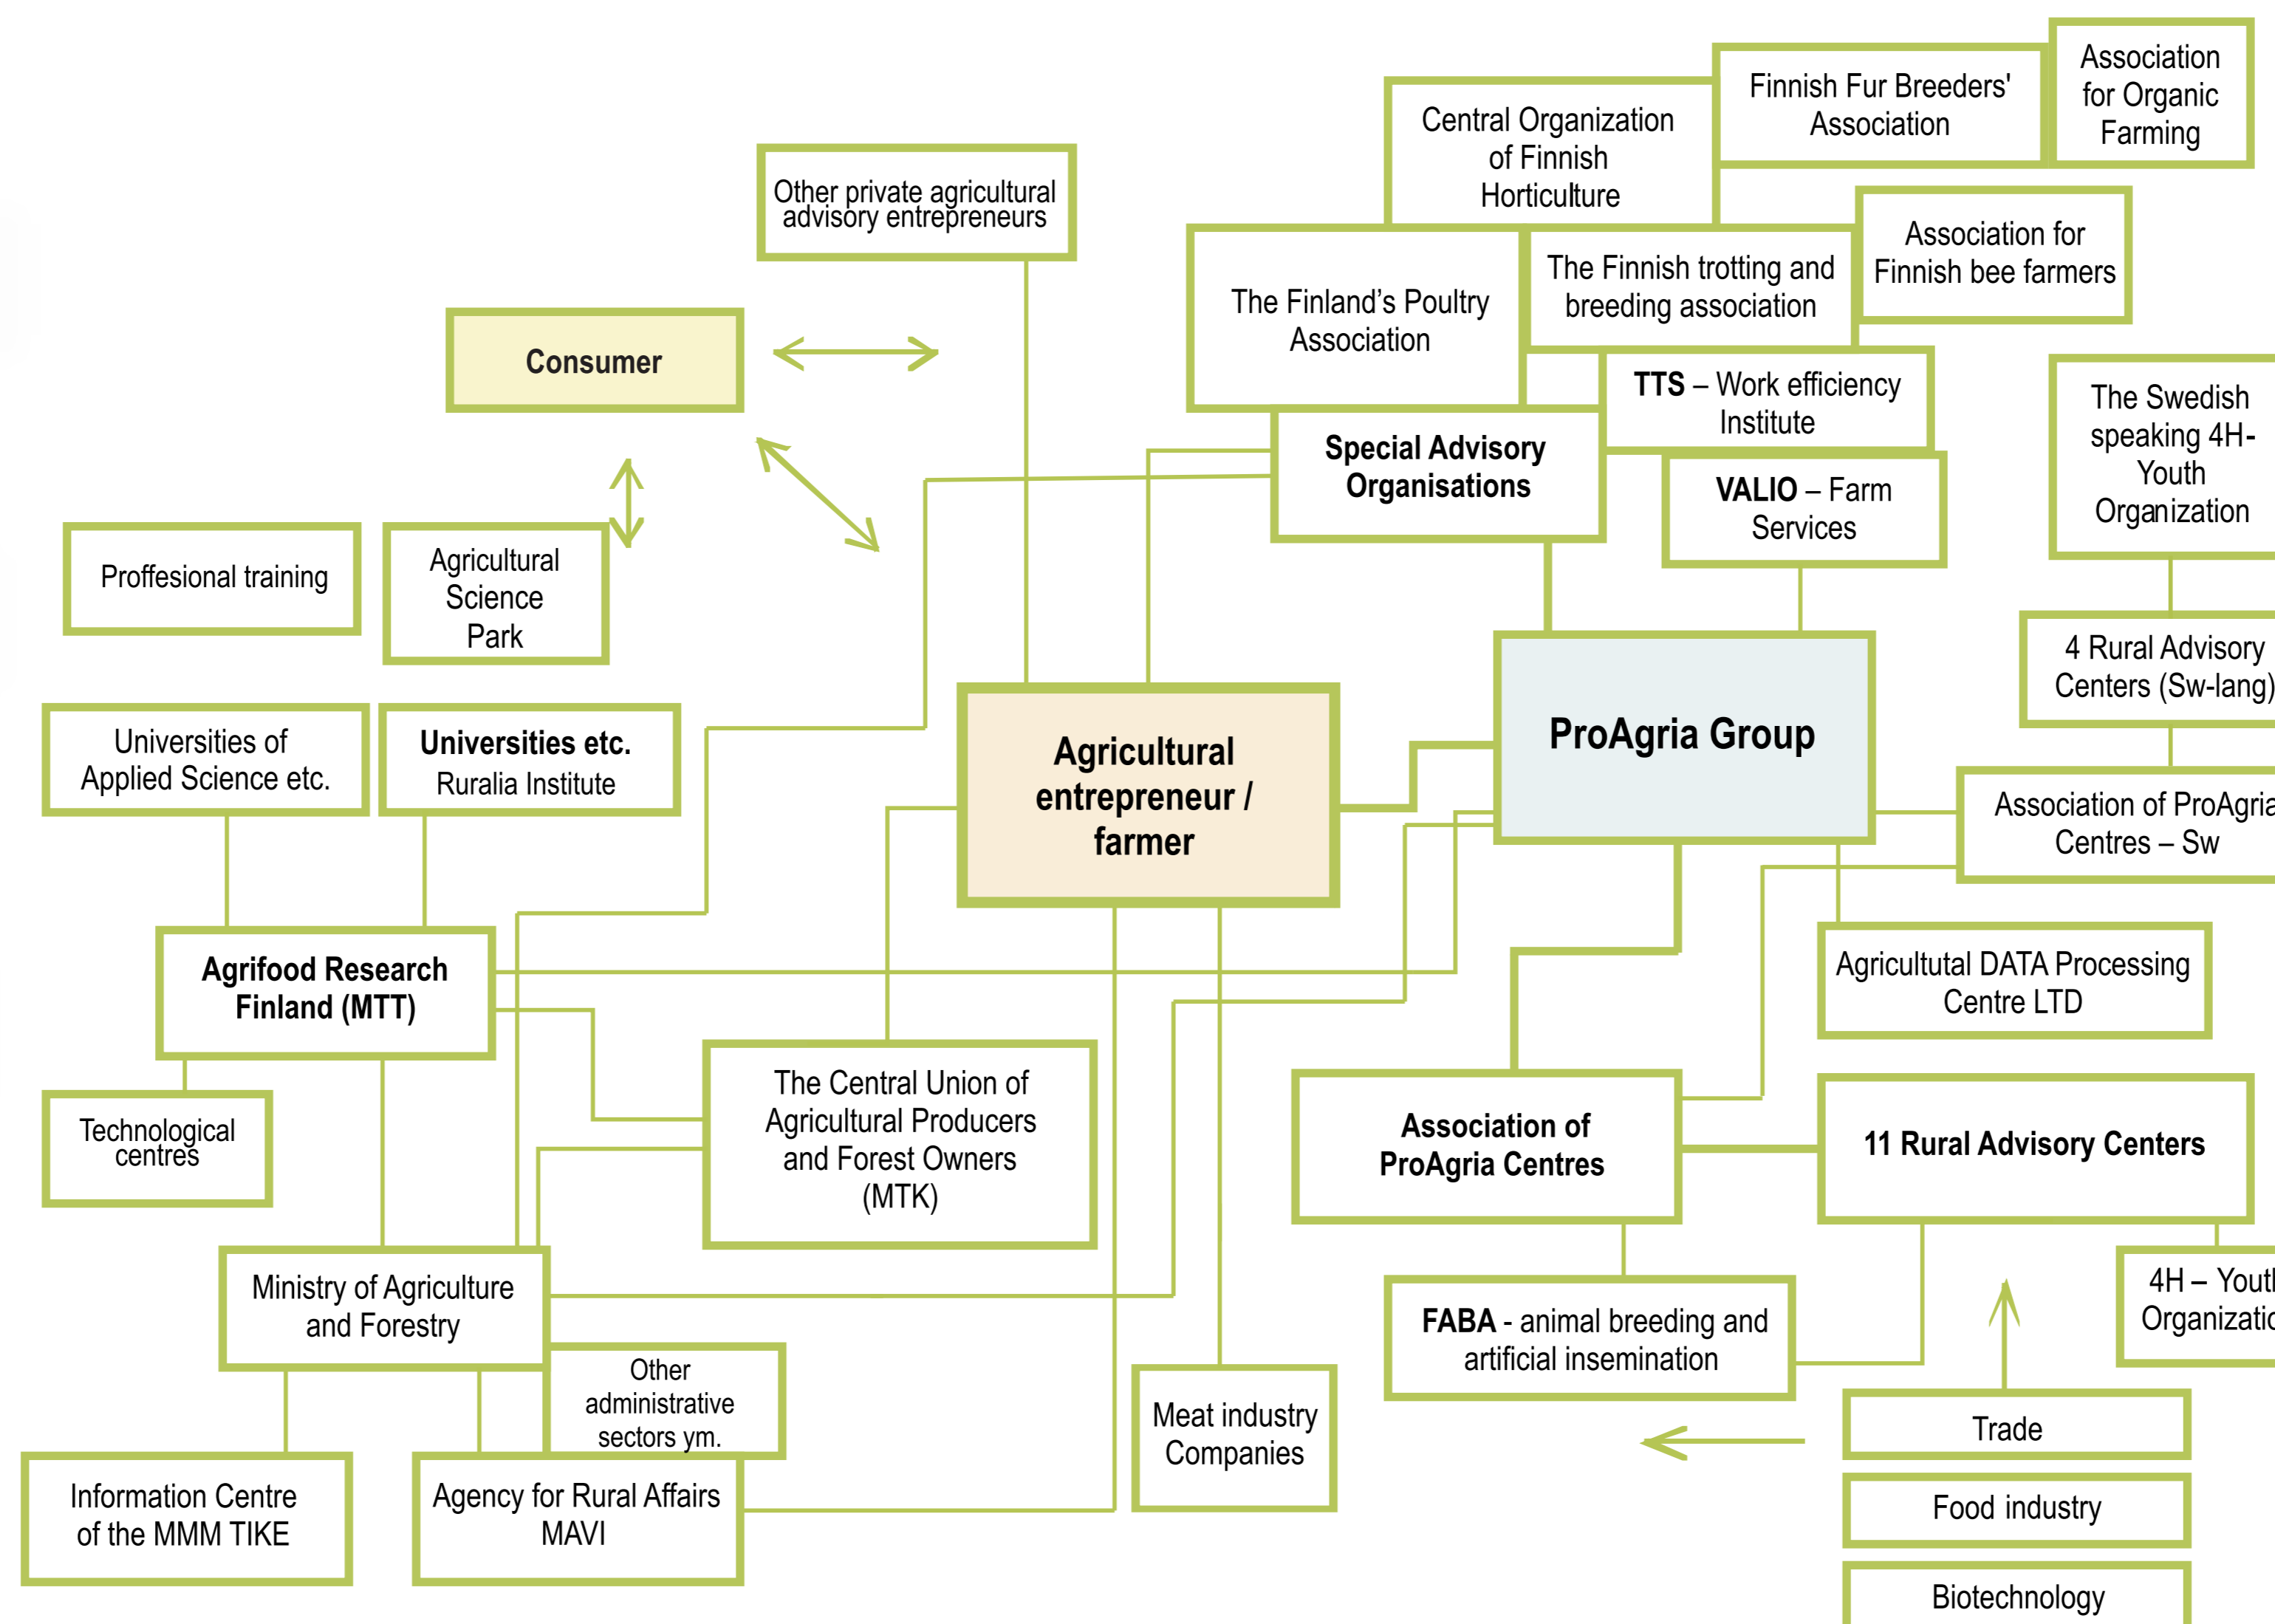 Association
for Organic
Farming
Finnish Fur Breeders'
Association
Central Organization
of Finnish
Horticulture
Other private agricultural
advisory entrepreneurs
Association for
Finnish bee farmers
The Finnish trotting and
breeding association
The Finland’s Poultry
Association
Consumer
TTS – Work efficiency
Institute
The Swedish
speaking 4H-
Youth
Organization
Special Advisory
Organisations
VALIO – Farm
Services
Proffesional training
Agricultural
Science
Park
4 Rural Advisory
Centers (Sw-lang)
Universities of
Applied Science etc.
Universities etc.
Ruralia Institute
Agricultural
entrepreneur /
farmer
ProAgria Group
Association of ProAgria
Centres – Sw
Agrifood Research
Finland (MTT)
Agricultutal DATA Processing
Centre LTD
Technological
centres
The Central Union of
Agricultural Producers
and Forest Owners
(MTK)
Association of
ProAgria Centres
11 Rural Advisory Centers
Ministry of Agriculture
and Forestry
FABA - animal breeding and
artificial insemination
4H – Yout
Organizatio
Other
administrative
sectors ym.
Meat industry
Companies
Trade
Information Centre
of the MMM TIKE
Agency for Rural Affairs
MAVI
Food industry
Biotechnology